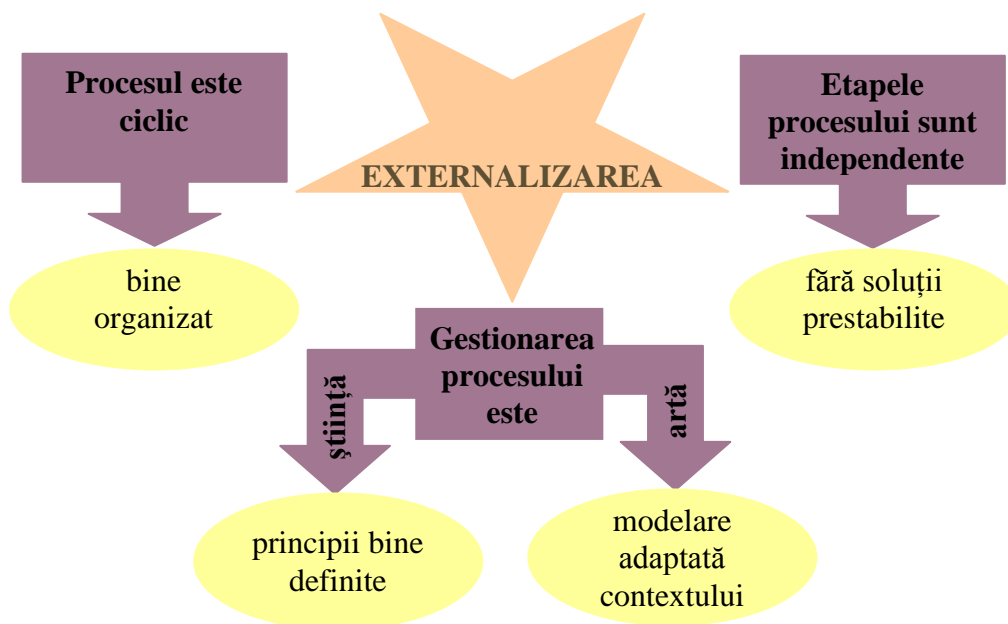 Procesul este
ciclic
Etapele
procesului sunt
independente
EXTERNALIZAREA
bine
organizat
fără soluții
prestabilite
Gestionarea
procesului
este
ştiință
artă
principii bine
definite
modelare
adaptată
contextului